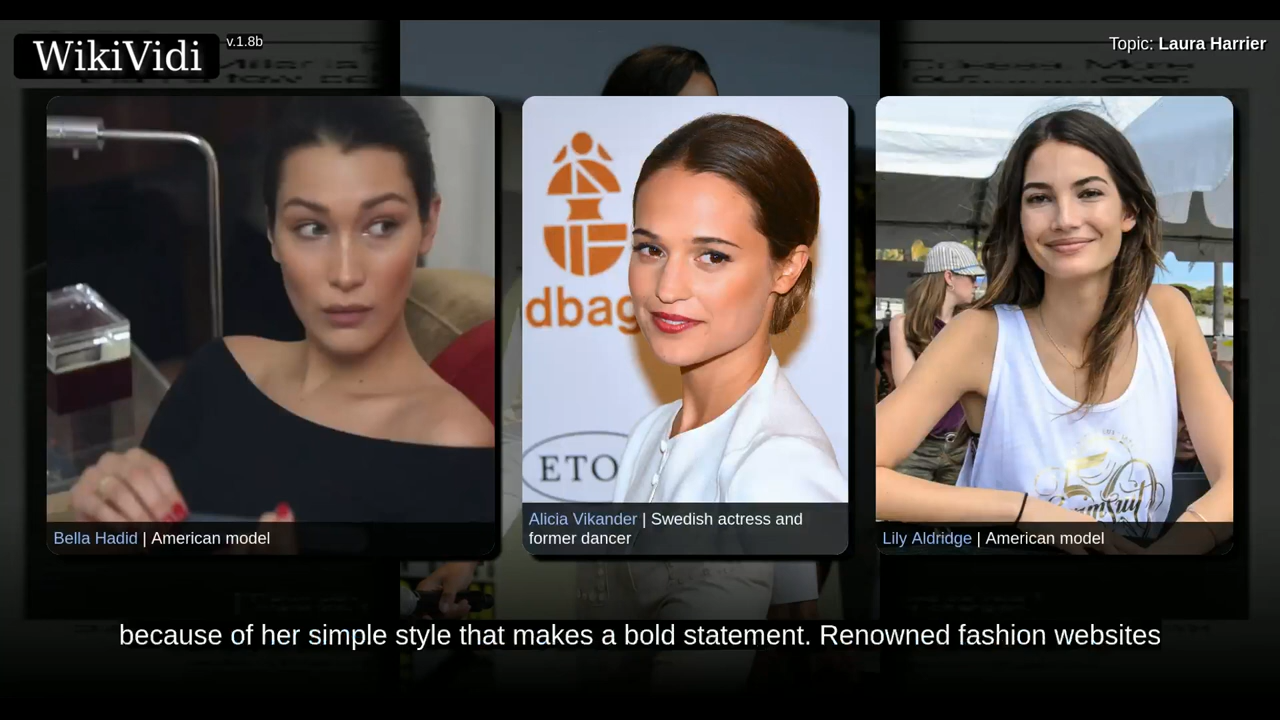 WikiVidi
v.1.8b
Topic: Laura Harrier
dbag
ETO
Bella Hadid | American model
Alicia Vikander | Swedish actress and
former dancer
Lily Aldridge | American model
because of her simple style that makes a bold statement. Renowned fashion websites